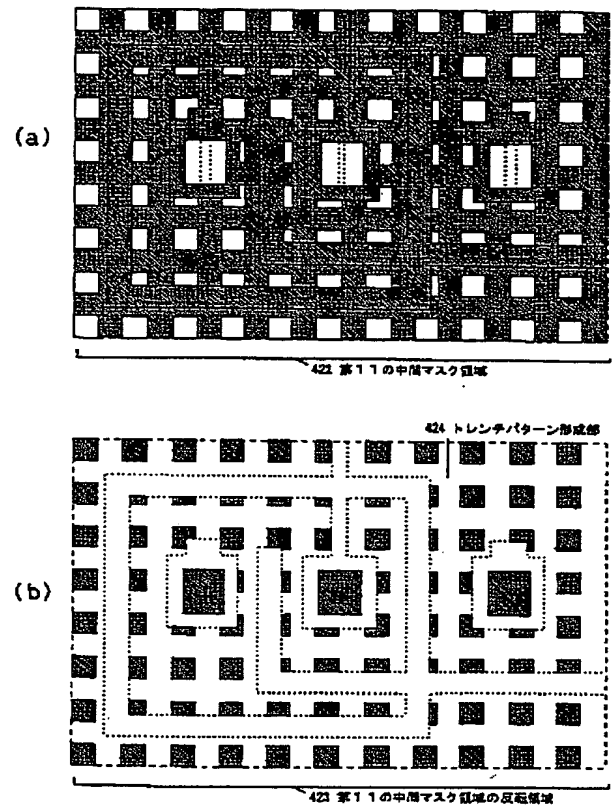 (a)
422 第11の中間マスク領域
424 トレンチパターン形成部
(b)
423 第11の中間マスク領域の反転領域